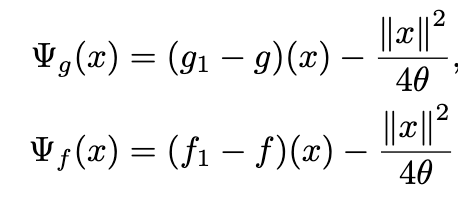 Ψ_g(x) = (g_1 − g)(x) − ‖x‖^2 / 4θ,
Ψ_f(x) = (f_1 − f)(x) − ‖x‖^2 / 4θ